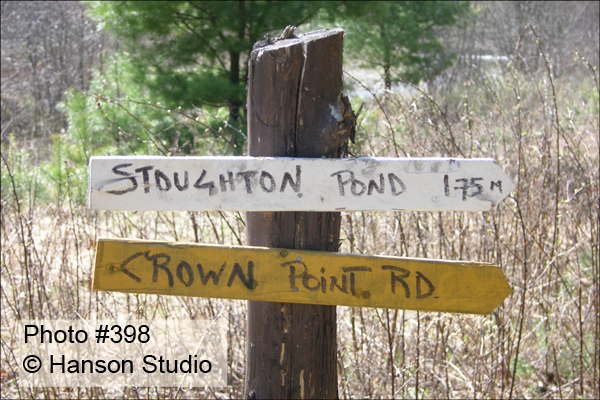 STOUGHTON POND 1.75 M
CROWN POINT RD.
Photo #398
© Hanson Studio